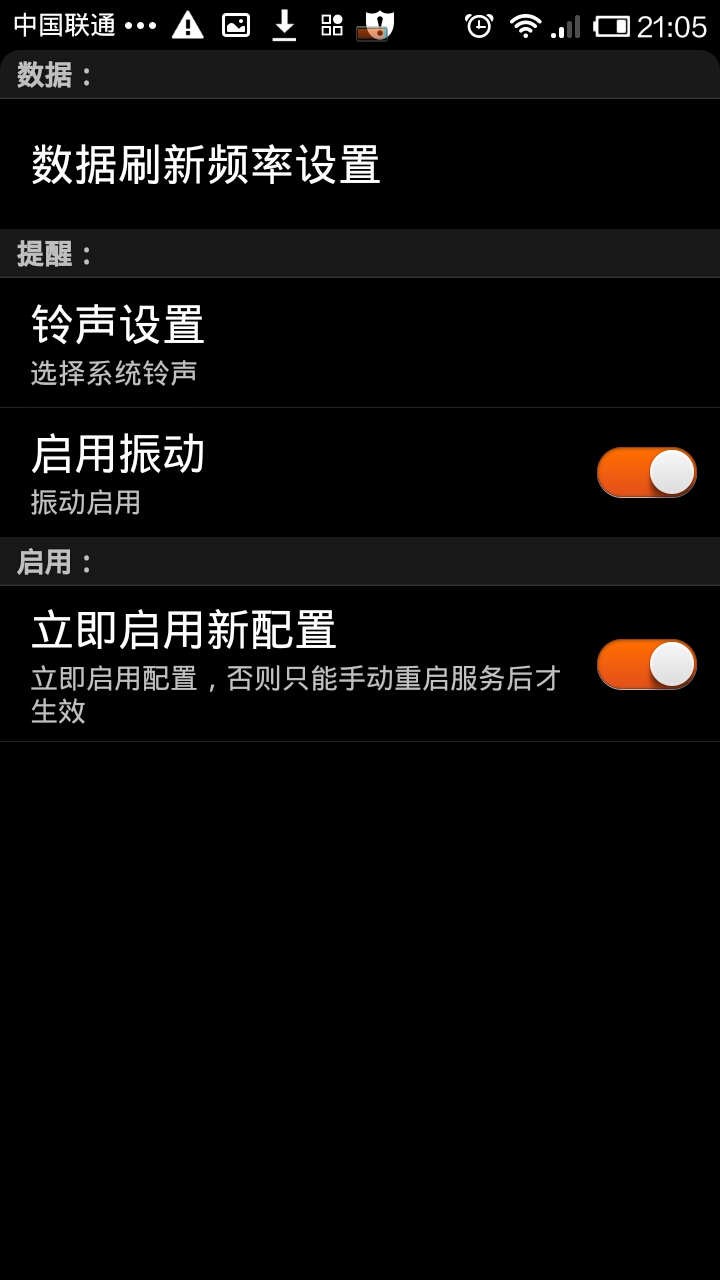 中国联通 ••• 21:05
数据：
数据刷新频率设置
提醒：
铃声设置
选择系统铃声
启用振动
振动启用
启用：
立即启用新配置
立即启用配置，否则只能手动重启服务后才
生效